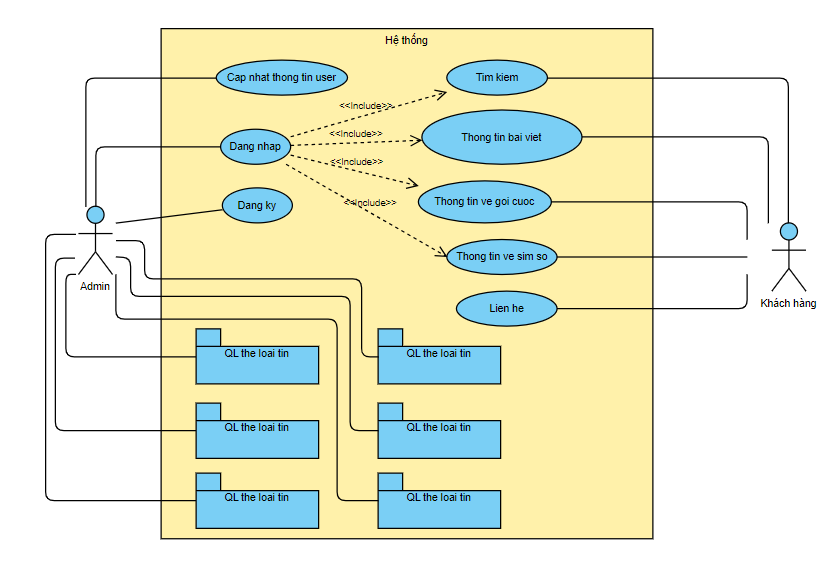 Hệ thống
Cap nhat thong tin user
Tim kiem
<<Include>>
<<Include>>
Dang nhap
Thong tin bai viet
<<Include>>
Dang ky
Thong tin ve goi cuoc
<<Include>>
Thong tin ve sim so
Admin
Khách hàng
Lien he
QL the loai tin
QL the loai tin
QL the loai tin
QL the loai tin
QL the loai tin
QL the loai tin